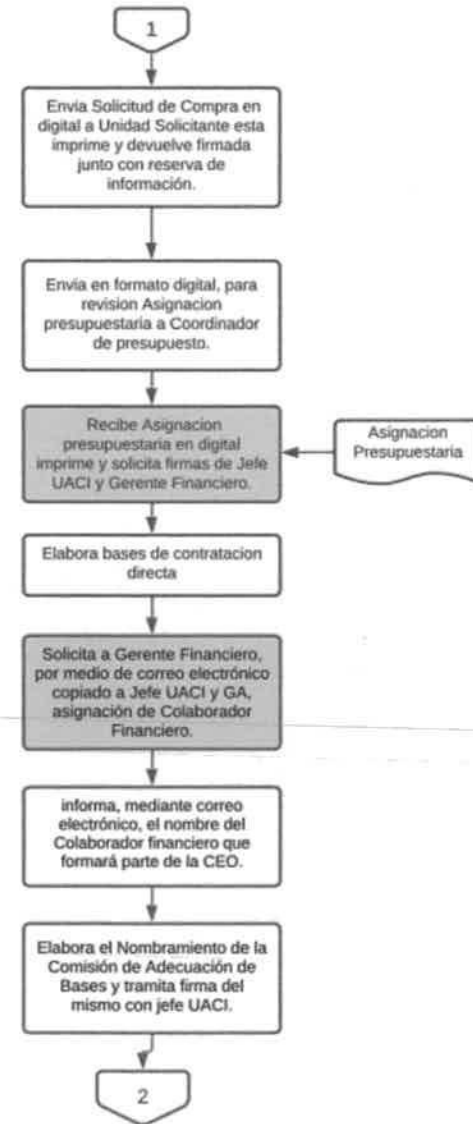 1
Envia Solicitud de Compra en
digital a Unidad Solicitante esta
imprime y devuelve firmada
junto con reserva de
información.
Envia en formato digital, para
revision Asignacion
presupuestaria a Coordinador
de presupuesto.
Recibe Asignacion
presupuestaria en digital
imprime y solicita firmas de Jefe
UACI y Gerente Financiero.
Asignacion
Presupuestaria
Elabora bases de contratacion
directa
Solicita a Gerente Financiero,
por medio de correo electrónico
copiado a Jefe UACI y GA,
asignación de Colaborador
Financiero.
informa, mediante correo
electrónico, el nombre del
Colaborador financiero que
formará parte de la CEO.
Elabora el Nombramiento de la
Comisión de Adecuación de
Bases y tramita firma del
mismo con jefe UACI.
2